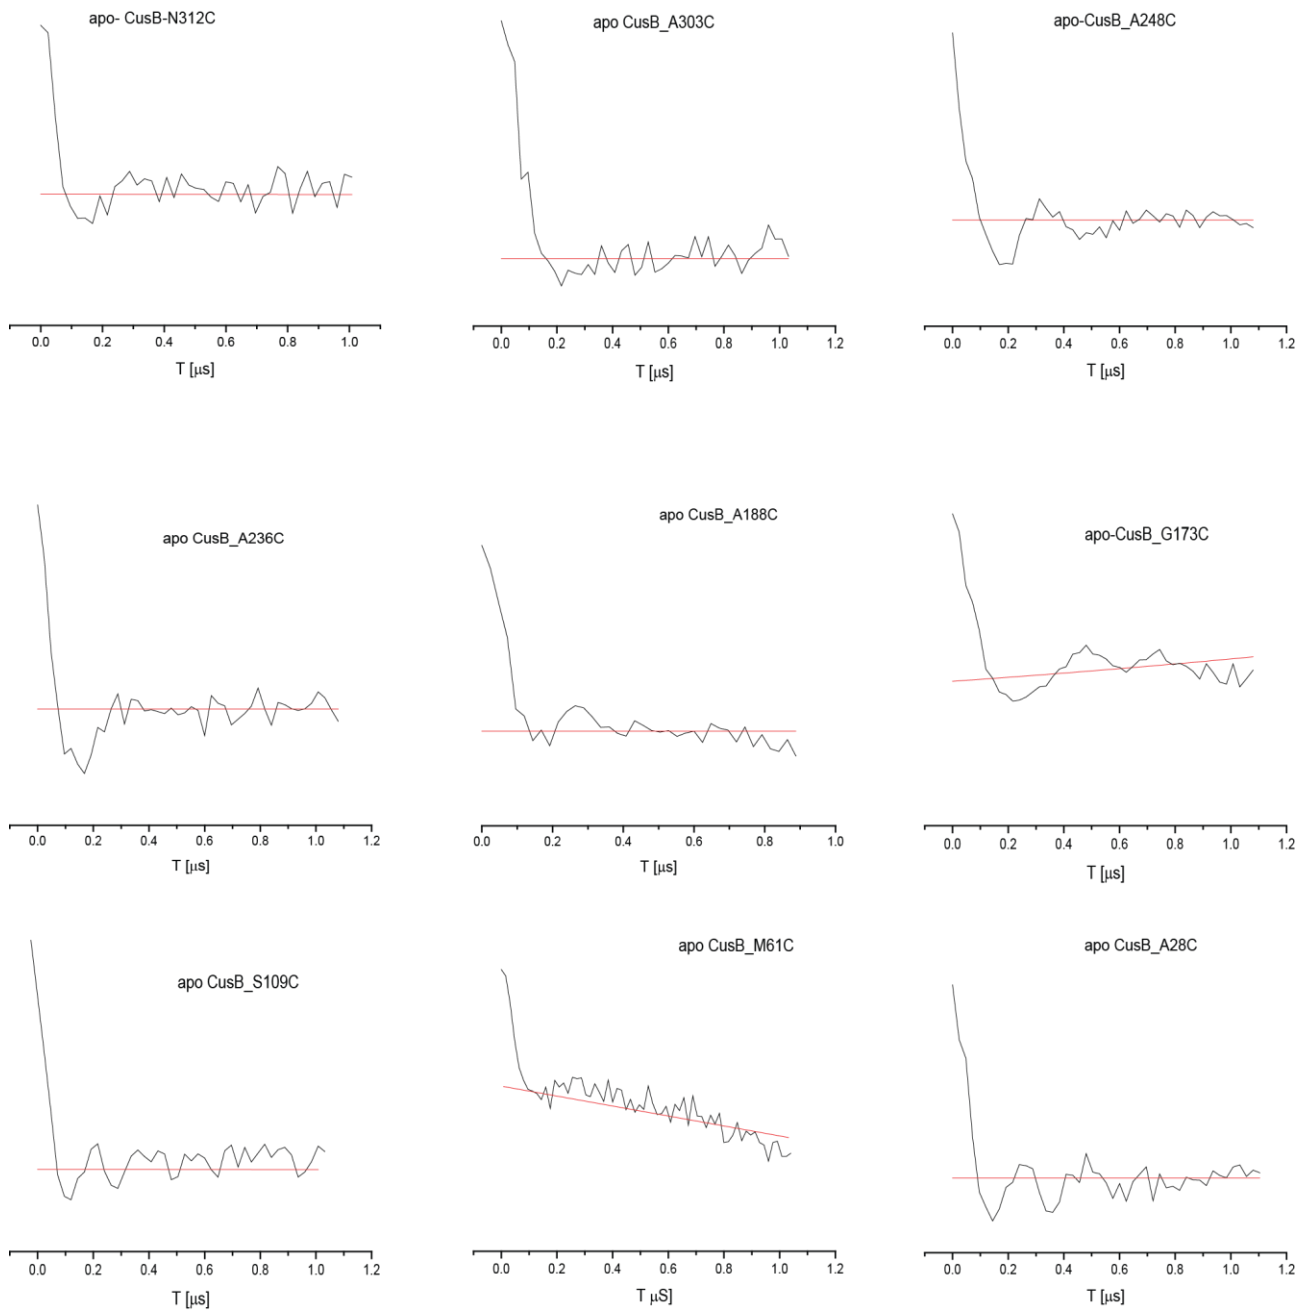 apo- CusB-N312C
apo CusB_A303C
apo-CusB_A248C
0.0 0.2 0.4 0.6 0.8 1.0
T [μs]
0.0 0.2 0.4 0.6 0.8 1.0 1.2
T [μs]
0.0 0.2 0.4 0.6 0.8 1.0 1.2
T [μs]
apo CusB_A236C
apo CusB_A188C
apo-CusB_G173C
0.0 0.2 0.4 0.6 0.8 1.0 1.2
T [μs]
0.0 0.2 0.4 0.6 0.8 1.0
T [μs]
0.0 0.2 0.4 0.6 0.8 1.0 1.2
T [μs]
apo CusB_S109C
apo CusB_M61C
apo CusB_A28C
0.0 0.2 0.4 0.6 0.8 1.0 1.2
T [μs]
0.0 0.2 0.4 0.6 0.8 1.0 1.2
T μS]
0.0 0.2 0.4 0.6 0.8 1.0 1.2
T [μs]